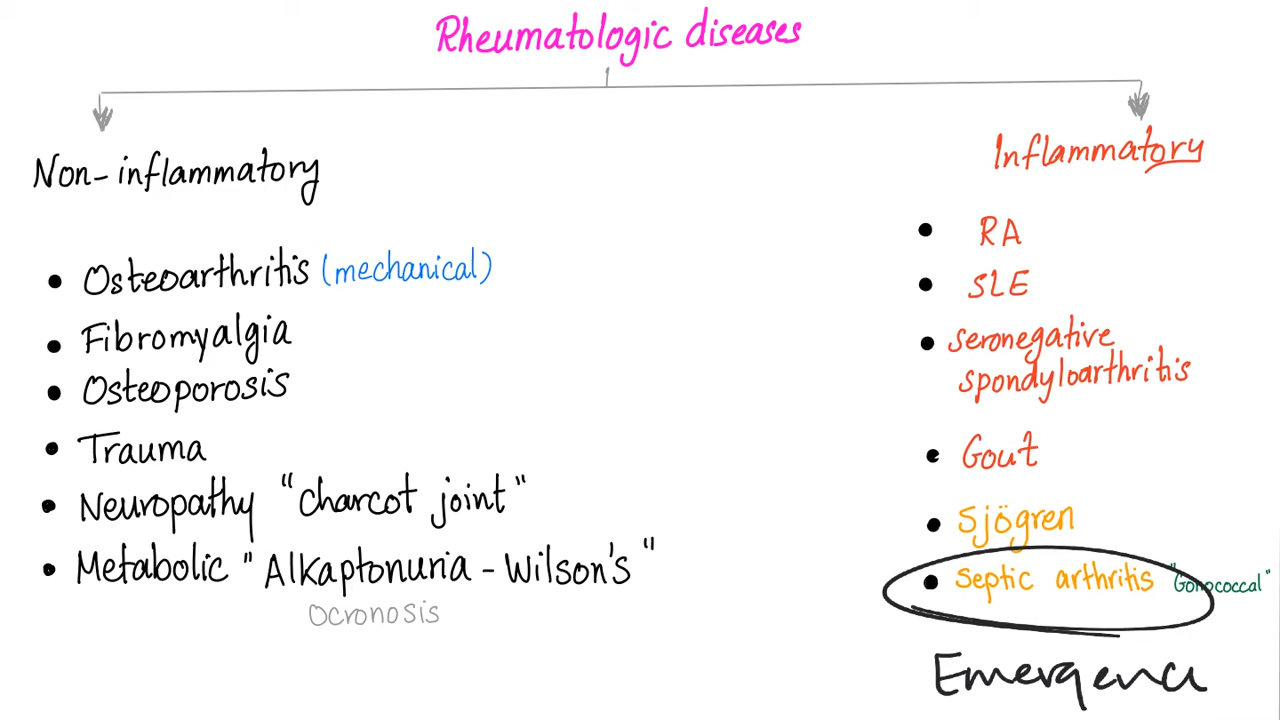 Rheumatologic diseases
Non-inflammatory
• Osteoarthritis (mechanical)
• Fibromyalgia
• Osteoporosis
• Trauma
• Neuropathy "Charcot joint"
• Metabolic "Alkaptonuria - Wilson's"
Ocronosis
Inflammatory
• RA
• SLE
• seronegative
spondyloarthritis
• Gout
• Sjögren
• Septic arthritis "Gonococcal"
Emergenc